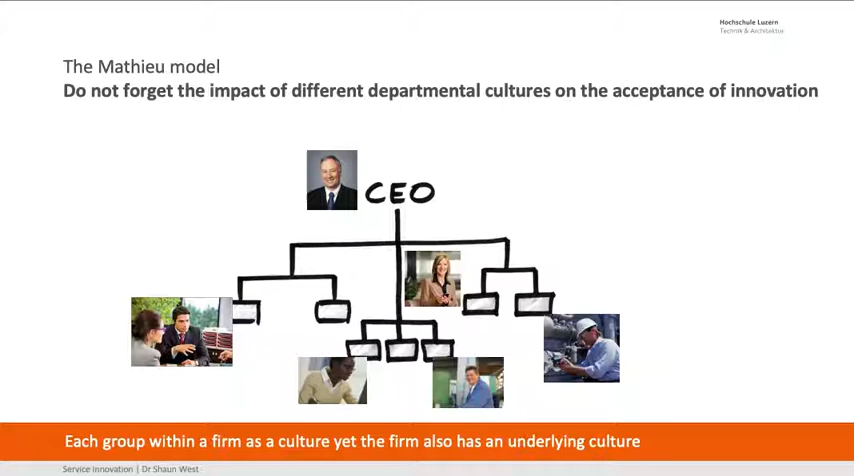 Hochschule Luzern
Technik & Architektur
The Mathieu model
Do not forget the impact of different departmental cultures on the acceptance of innovation
CEO
Each group within a firm as a culture yet the firm also has an underlying culture
Service Innovation | Dr Shaun West